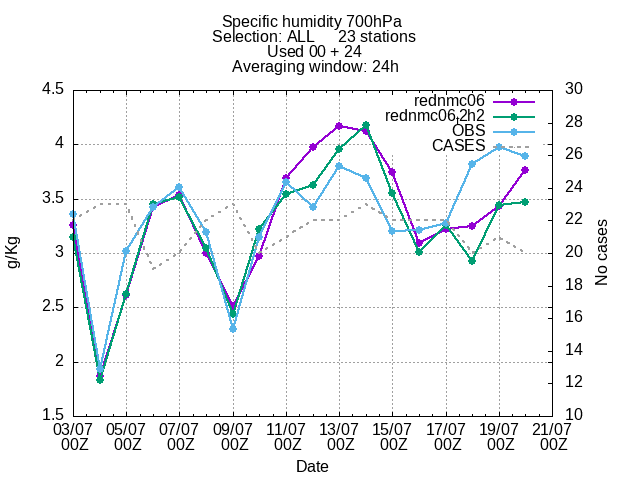 Specific humidity 700hPa
Selection: ALL 23 stations
Used 00 + 24
Averaging window: 24h
rednmc06
rednmc06,2h2
OBS
CASES
4.5
4
3.5
3
2.5
2
1.5
30
28
26
24
22
20
18
16
14
12
10
g/Kg
No cases
03/07 05/07 07/07 09/07 11/07 13/07 15/07 17/07 19/07 21/07
00Z 00Z 00Z 00Z 00Z 00Z 00Z 00Z 00Z 00Z
Date